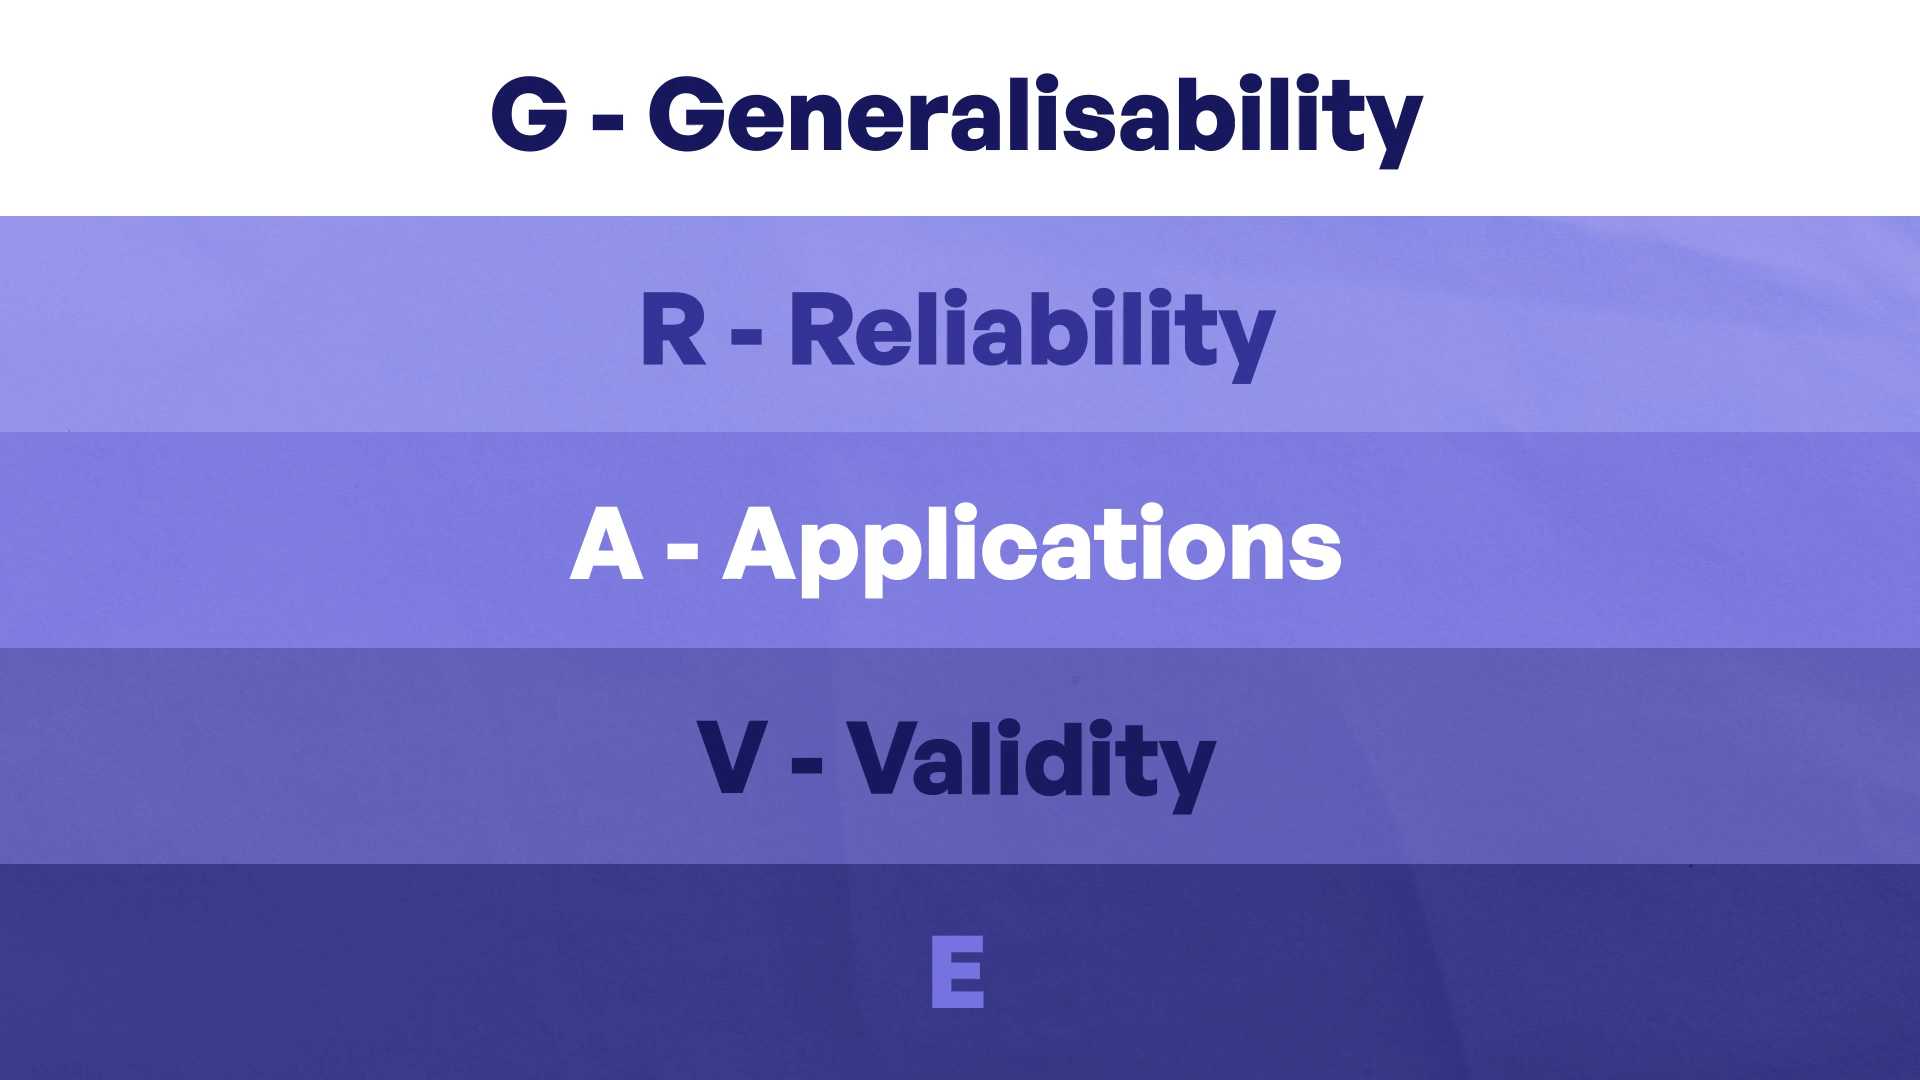 G - Generalisability
R - Reliability
A - Applications
V - Validity
E